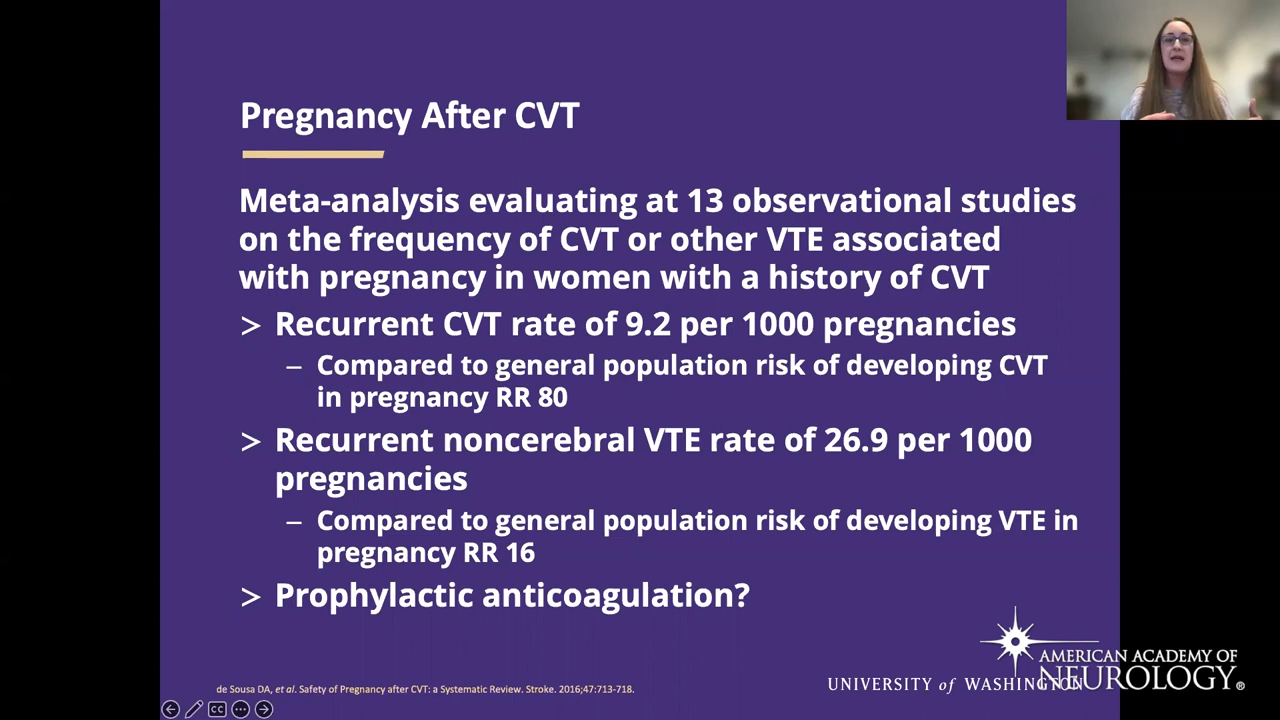 Pregnancy After CVT
Meta-analysis evaluating at 13 observational studies
on the frequency of CVT or other VTE associated
with pregnancy in women with a history of CVT
> Recurrent CVT rate of 9.2 per 1000 pregnancies
– Compared to general population risk of developing CVT
in pregnancy RR 80
> Recurrent noncerebral VTE rate of 26.9 per 1000
pregnancies
– Compared to general population risk of developing VTE in
pregnancy RR 16
> Prophylactic anticoagulation?
de Sousa DA, et al. Safety of Pregnancy after CVT: a Systematic Review. Stroke. 2016;47:713-718.
UNIVERSITY of WASHINGTON
AMERICAN ACADEMY OF
NEUROLOGY®
CC